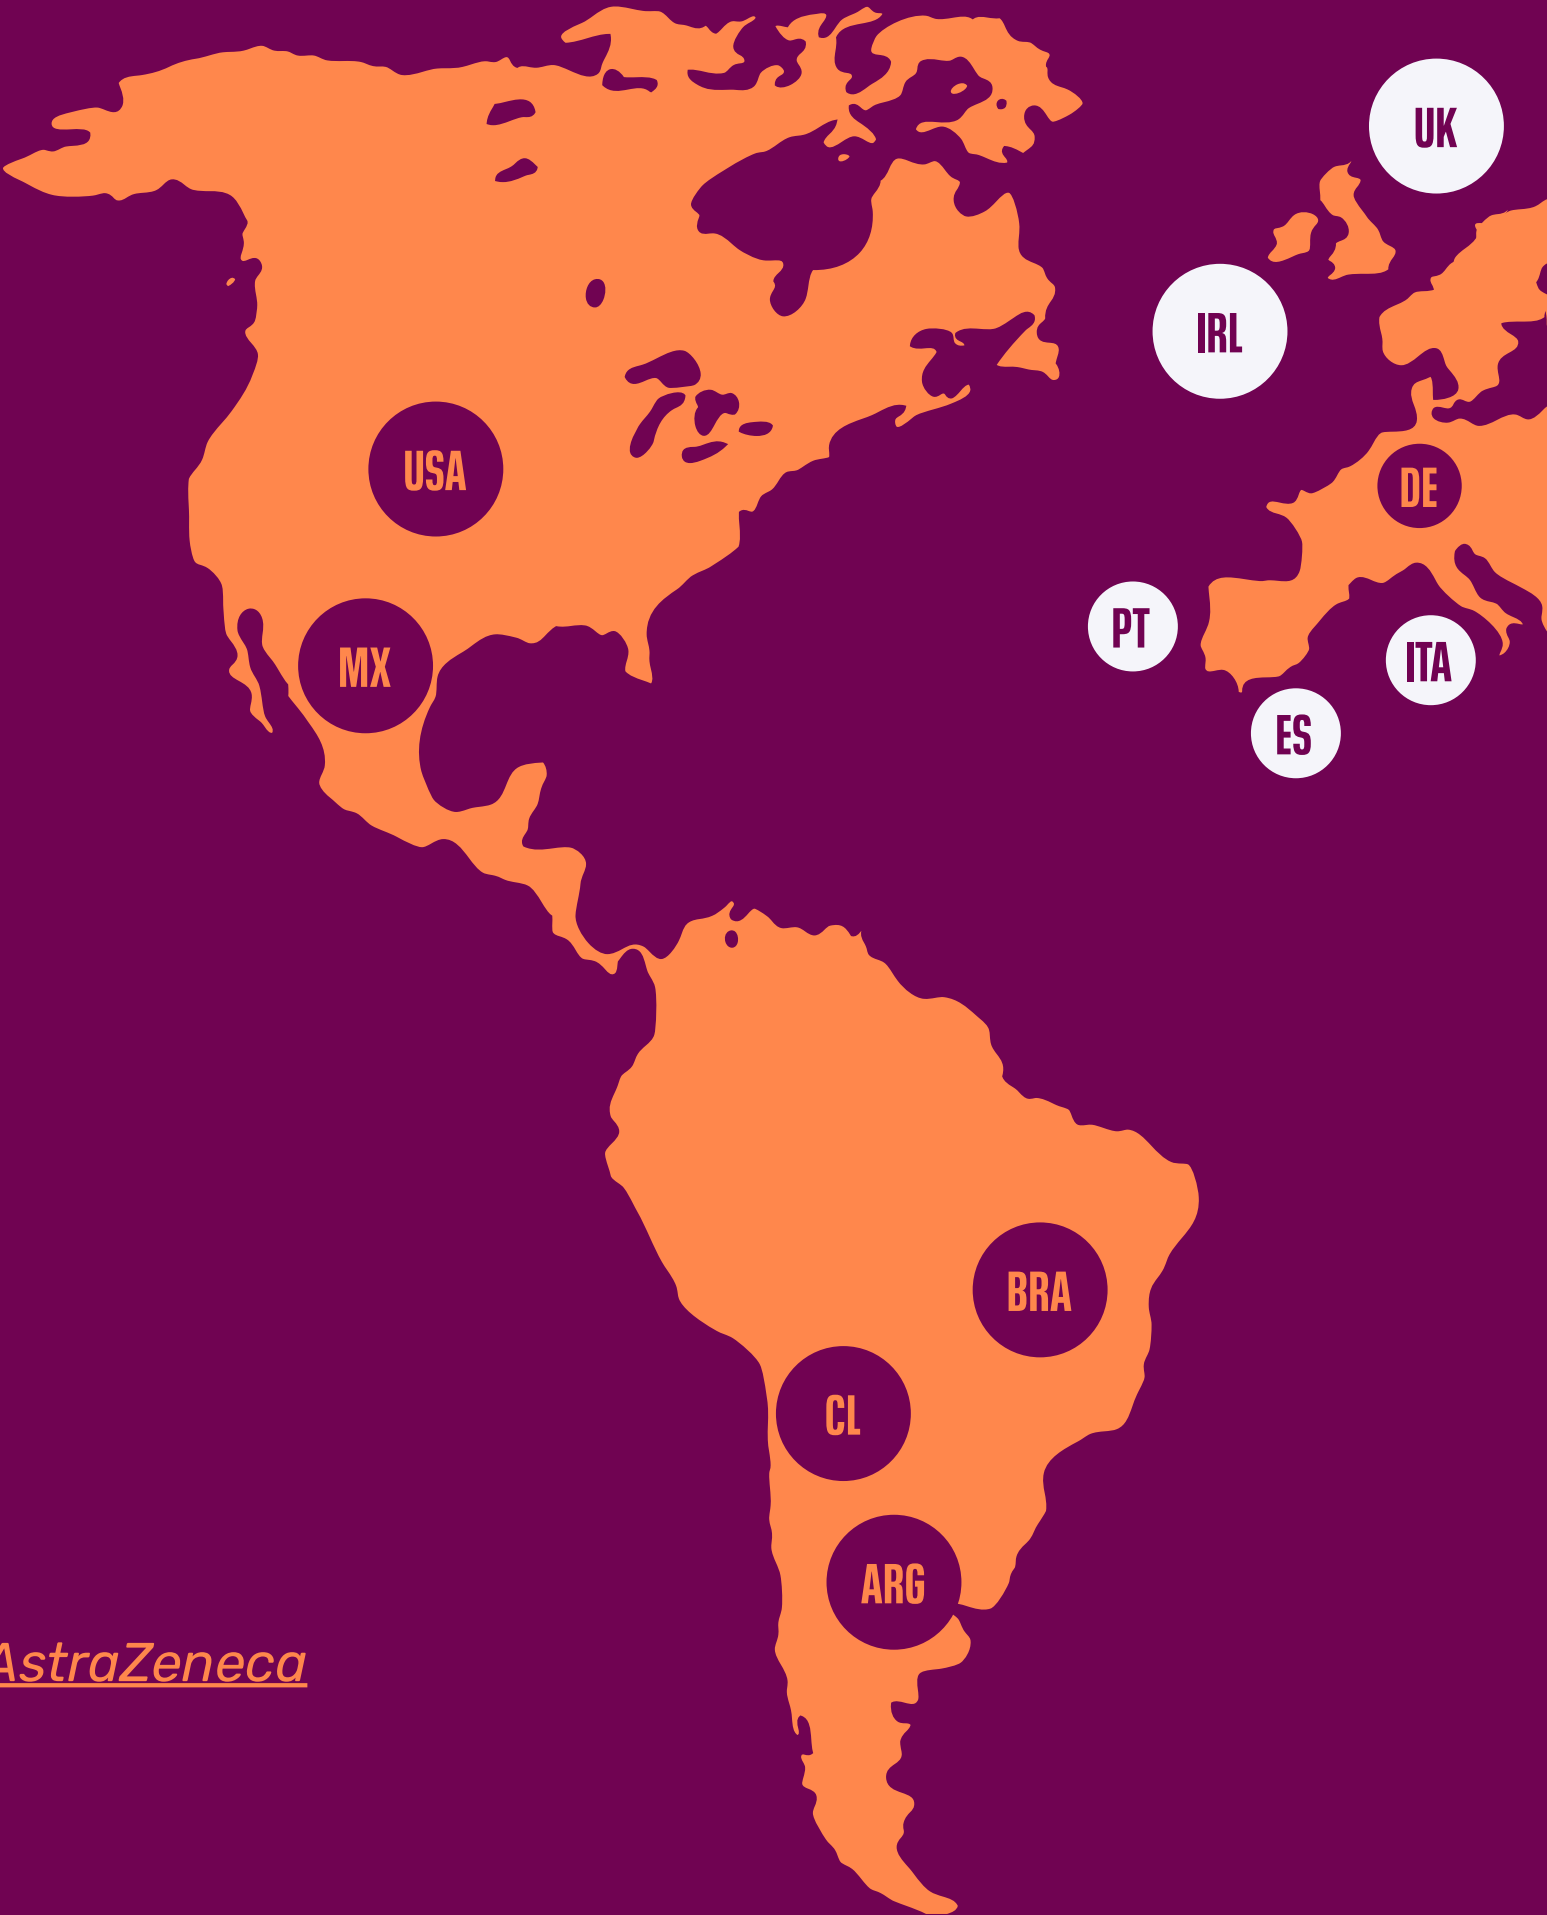 UK
IRL
USA
DE
PT
MX
ITA
ES
BRA
CL
ARG
AstraZeneca